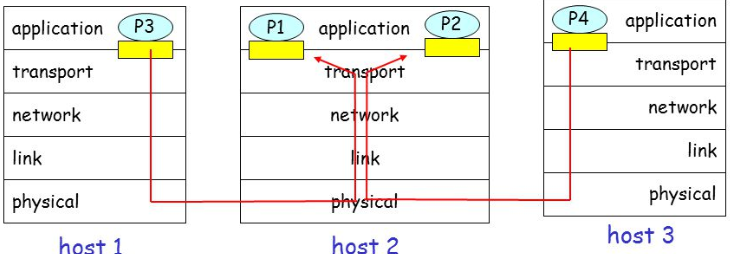 application P3
transport
network
link
physical
host 1
P1 P2
application
transport
network
link
physical
host 2
P4 application
transport
network
link
physical
host 3